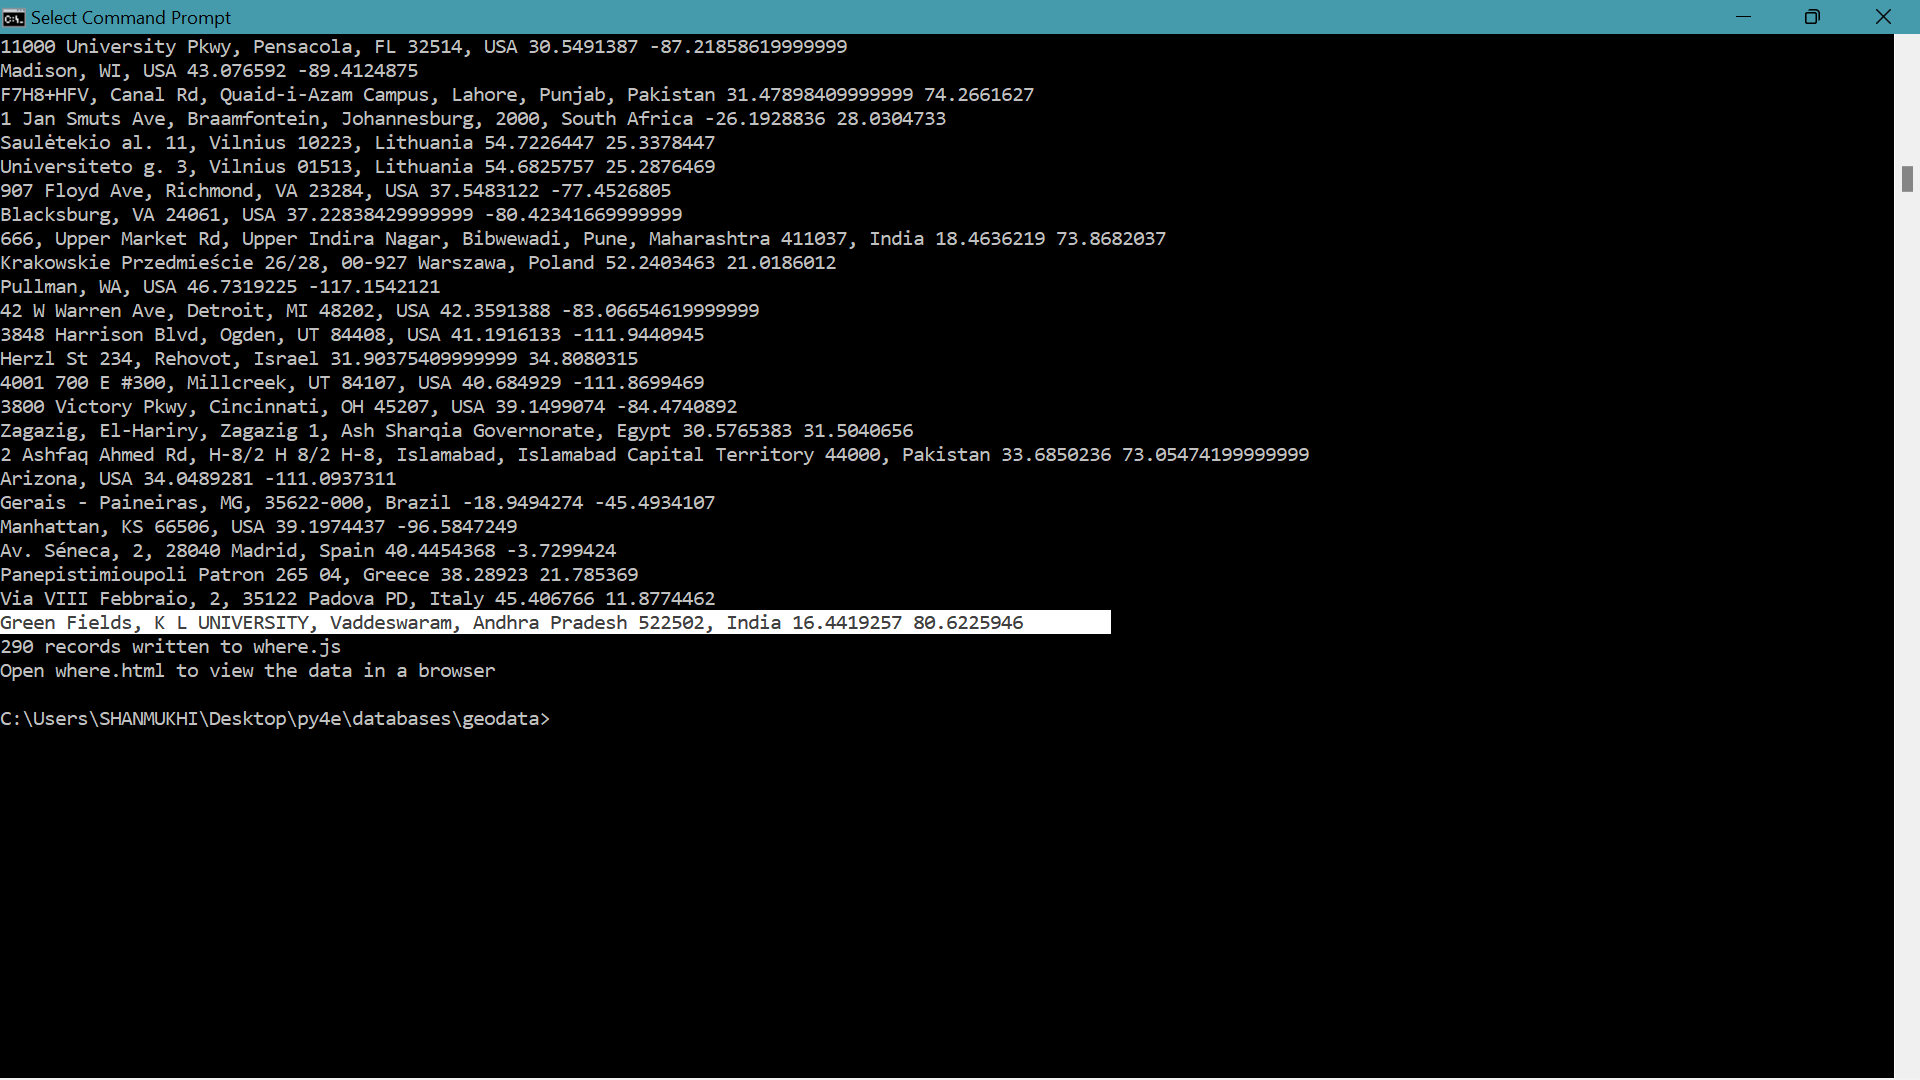 Select Command Prompt
11000 University Pkwy, Pensacola, FL 32514, USA 30.5491387 -87.21858619999999
Madison, WI, USA 43.076592 -89.4124875
F7H8+HFV, Canal Rd, Quaid-i-Azam Campus, Lahore, Punjab, Pakistan 31.47898409999999 74.2661627
1 Jan Smuts Ave, Braamfontein, Johannesburg, 2000, South Africa -26.1928836 28.0304733
Saulėtekio al. 11, Vilnius 10223, Lithuania 54.7226447 25.3378447
Universiteto g. 3, Vilnius 01513, Lithuania 54.6825757 25.2876469
907 Floyd Ave, Richmond, VA 23284, USA 37.5483122 -77.4526805
Blacksburg, VA 24061, USA 37.22838429999999 -80.42341669999999
666, Upper Market Rd, Upper Indira Nagar, Bibwewadi, Pune, Maharashtra 411037, India 18.4636219 73.8682037
Krakowskie Przedmieście 26/28, 00-927 Warszawa, Poland 52.2403463 21.0186012
Pullman, WA, USA 46.7319225 -117.1542121
42 W Warren Ave, Detroit, MI 48202, USA 42.3591388 -83.06654619999999
3848 Harrison Blvd, Ogden, UT 84408, USA 41.1916133 -111.9440945
Herzl St 234, Rehovot, Israel 31.90375409999999 34.8080315
4001 700 E #300, Millcreek, UT 84107, USA 40.684929 -111.8699469
3800 Victory Pkwy, Cincinnati, OH 45207, USA 39.1499074 -84.4740892
Zagazig, El-Hariry, Zagazig 1, Ash Sharqia Governorate, Egypt 30.5765383 31.5040656
2 Ashfaq Ahmed Rd, H-8/2 H 8/2 H-8, Islamabad, Islamabad Capital Territory 44000, Pakistan 33.6850236 73.05474199999999
Arizona, USA 34.0489281 -111.0937311
Gerais - Paineiras, MG, 35622-000, Brazil -18.9494274 -45.4934107
Manhattan, KS 66506, USA 39.1974437 -96.5847249
Av. Séneca, 2, 28040 Madrid, Spain 40.4454368 -3.7299424
Panepistimioupoli Patron 265 04, Greece 38.28923 21.785369
Via VIII Febbraio, 2, 35122 Padova PD, Italy 45.406766 11.8774462
Green Fields, K L UNIVERSITY, Vaddeswaram, Andhra Pradesh 522502, India 16.4419257 80.6225946
290 records written to where.js
Open where.html to view the data in a browser
C:\Users\SHANMUKHI\Desktop\py4e\databases\geodata>